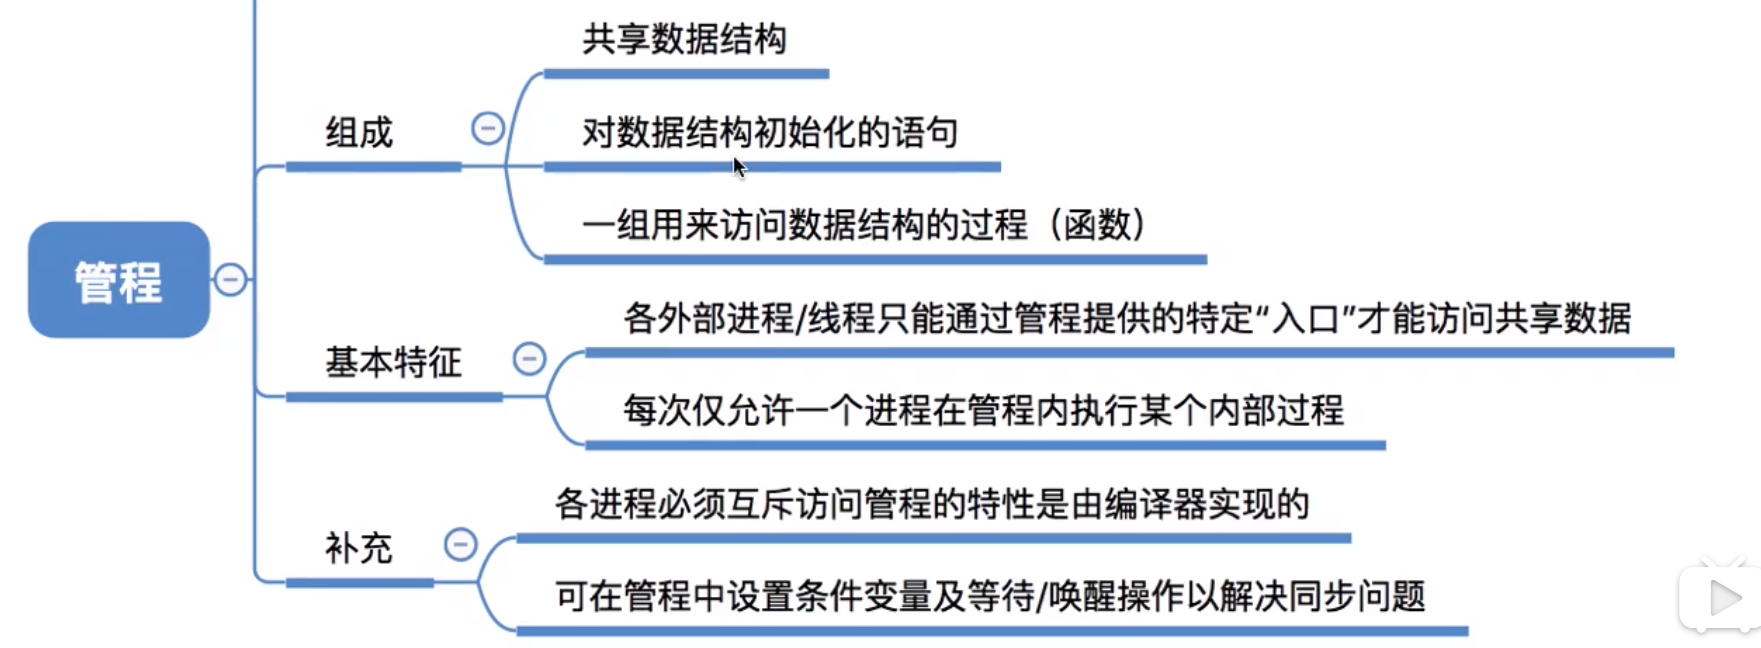 共享数据结构
组成
对数据结构初始化的语句
一组用来访问数据结构的过程（函数）
管程
各外部进程/线程只能通过管程提供的特定“入口”才能访问共享数据
基本特征
每次仅允许一个进程在管程内执行某个内部过程
各进程必须互斥访问管程的特性是由编译器实现的
补充
可在管程中设置条件变量及等待/唤醒操作以解决同步问题